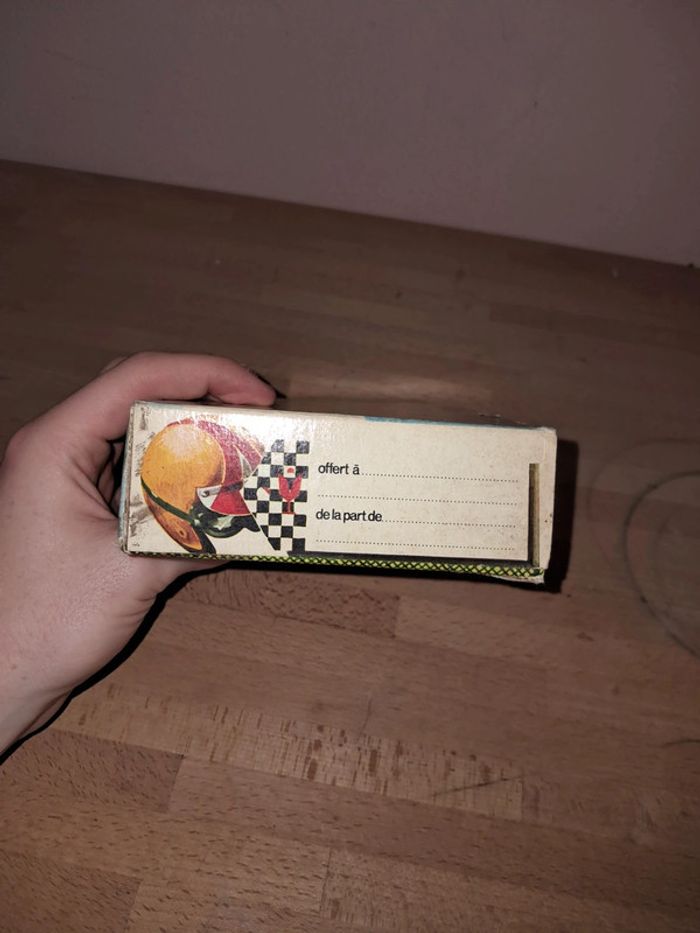 offert à
de la part de